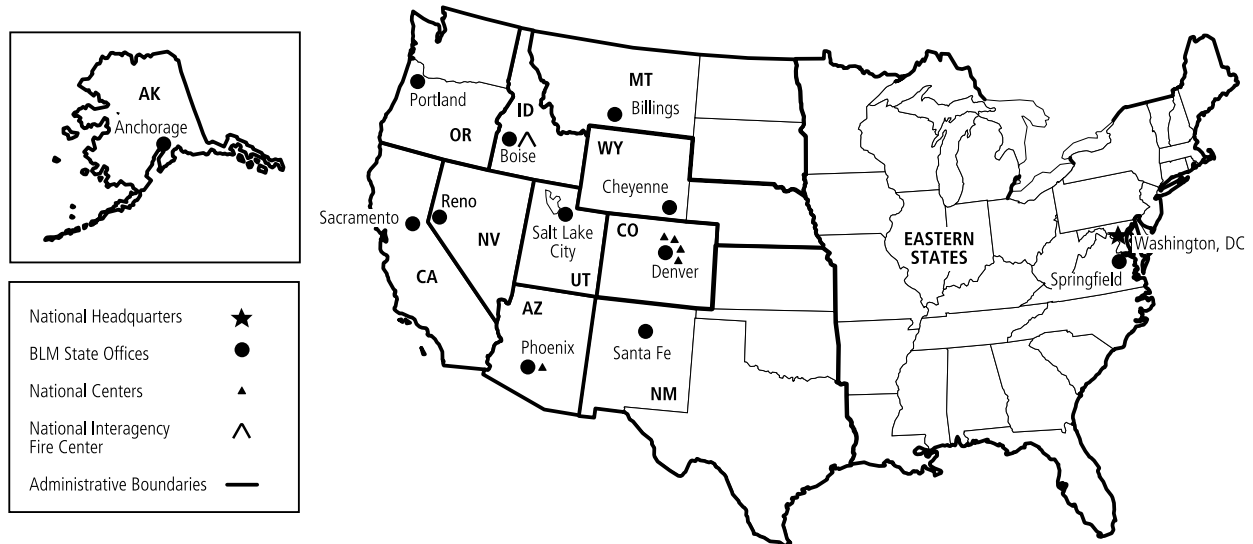 AK
Anchorage
National Headquarters
BLM State Offices
National Centers
National Interagency
Fire Center
Administrative Boundaries
Portland
OR
ID
Boise
MT
Billings
WY
Cheyenne
Sacramento
CA
Reno
NV
Salt Lake
City
UT
CO
Denver
AZ
Phoenix
Santa Fe
NM
EASTERN
STATES
Washington, DC
Springfield